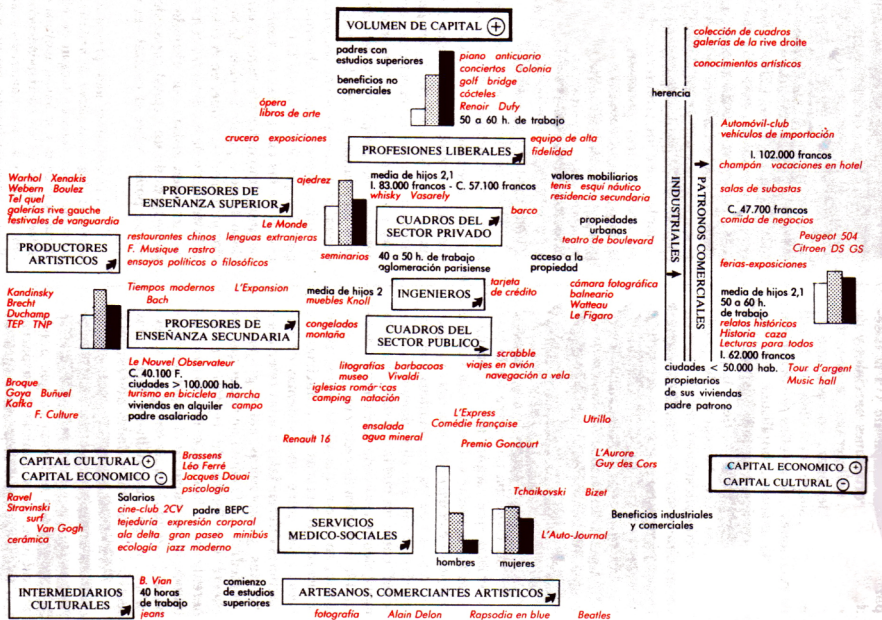 VOLUMEN DE CAPITAL +
padres con
estudios superiores
beneficios no
comerciales
piano anticuario
conciertos Colonia
golf bridge
cócteles
Renoir Dufy
50 a 60 h. de trabajo
colección de cuadros
galerías de la rive droite
conocimientos artísticos
herencia
ópera
libros de arte
crucero exposiciones
PROFESIONES LIBERALES
equipo de alta
fidelidad
Automóvil-club
vehículos de importación
I. 102.000 francos
champán vacaciones en hotel
salas de subastas
C. 47.700 francos
comida de negocios
Peugeot 504
Citroen DS GS
ferias-exposiciones
INDUSTRIALES
PATRONOS COMERCIALES
Warhol Xenakis
Webern Boulez
Tel quel
galerías rive gauche
festivales de vanguardia
PROFESORES DE
ENSEÑANZA SUPERIOR
ajedrez
Le Monde
media de hijos 2,1
I. 83.000 francos - C. 57.100 francos
whisky Vasarely
valores mobiliarios
tenis esquí náutico
residencia secundaria
CUADROS DEL
SECTOR PRIVADO
barco
propiedades
urbanas
teatro de boulevard
PRODUCTORES
ARTISTICOS
restaurantes chinos lenguas extranjeras
F. Musique rastro
ensayos políticos o filosóficos
seminarios
40 a 50 h. de trabajo
aglomeración parisiense
acceso a la
propiedad
Kandinsky
Brecht
Duchamp
TEP TNP
Tiempos modernos L'Expansion
Bach
media de hijos 2
muebles Knoll
INGENIEROS
tarjeta
de crédito
cámara fotográfica
balneario
Watteau
Le Figaro
media de hijos 2,1
50 a 60 h.
de trabajo
relatos históricos
Historia caza
Lecturas para todos
I. 62.000 francos
PROFESORES DE
ENSEÑANZA SECUNDARIA
congelados
montaña
CUADROS DEL
SECTOR PUBLICO
scrabble
viajes en avión
navegación a vela
ciudades < 50.000 hab.
propietarios
de sus viviendas
padre patrono
Tour d'argent
Music hall
Le Nouvel Observateur
C. 40.100 F.
ciudades > 100.000 hab.
turismo en bicicleta marcha
viviendas en alquiler campo
padre asalariado
litografías barbacoas
museo Vivaldi
iglesias
camping natación
Broque
Goya Buñuel
Kafka
F. Culture
Renault 16
ensalada
agua mineral
L'Express
Comédie française
Premio Goncourt
Utrillo
L'Aurore
Guy des Cors
CAPITAL CULTURAL +
CAPITAL ECONOMICO −
Brassens
Léo Ferré
Jacques Douai
psicología
CAPITAL ECONOMICO +
CAPITAL CULTURAL −
Ravel
Stravinski
surf
Van Gogh
cerámica
Salarios
cine-club 2CV padre BEPC
tejeduría expresión corporal
ala delta gran paseo minibús
ecología jazz moderno
SERVICIOS
MEDICO-SOCIALES
hombres
mujeres
Tchaikovski Bizet
L'Auto-Journal
Beneficios industriales
y comerciales
INTERMEDIARIOS
CULTURALES
B. Vian
40 horas
de trabajo
jeans
comienzo
de estudios
superiores
ARTESANOS, COMERCIANTES ARTISTICOS
fotografía Alain Delon Rapsodia en blue Beatles